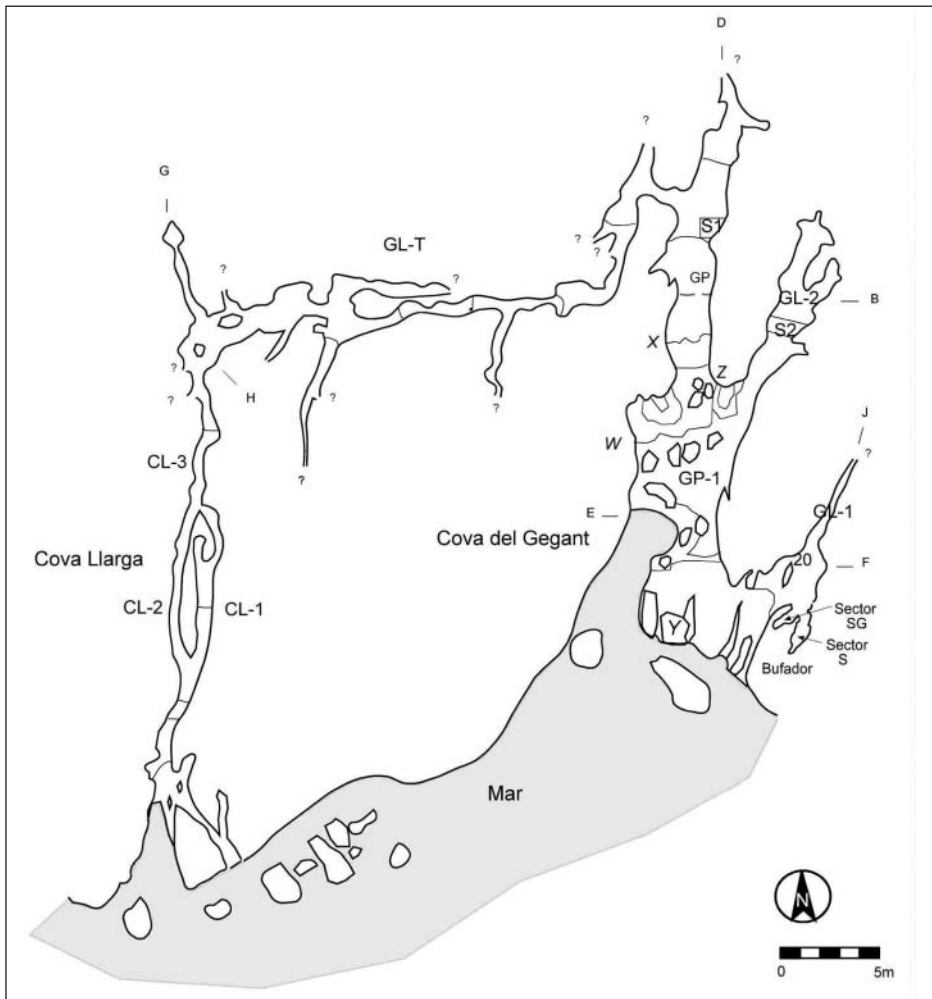 D
?
?
G
S1
GL-T
?
?
?
?
GP
GL-2
B
S2
X
Z
?
H
?
?
?
J
?
W
CL-3
GP-1
E
GL-1
Cova del Gegant
Cova Llarga
20
F
CL-2
CL-1
Sector
SG
Y
Sector
S
Bufador
Mar
N
0
5m
?